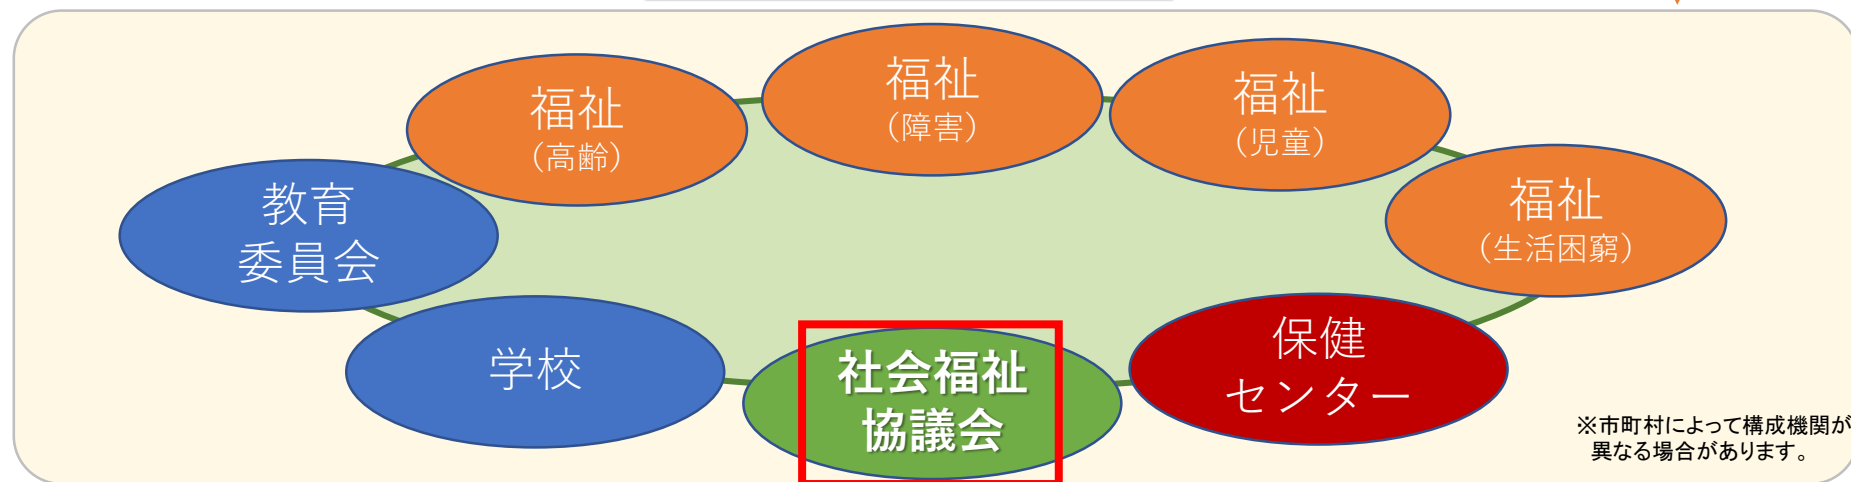 福祉
（高齢）
福祉
（障害）
福祉
（児童）
福祉
（生活困窮）
教育
委員会
学校
社会福祉
協議会
保健
センター
※市町村によって構成機関が
異なる場合があります。